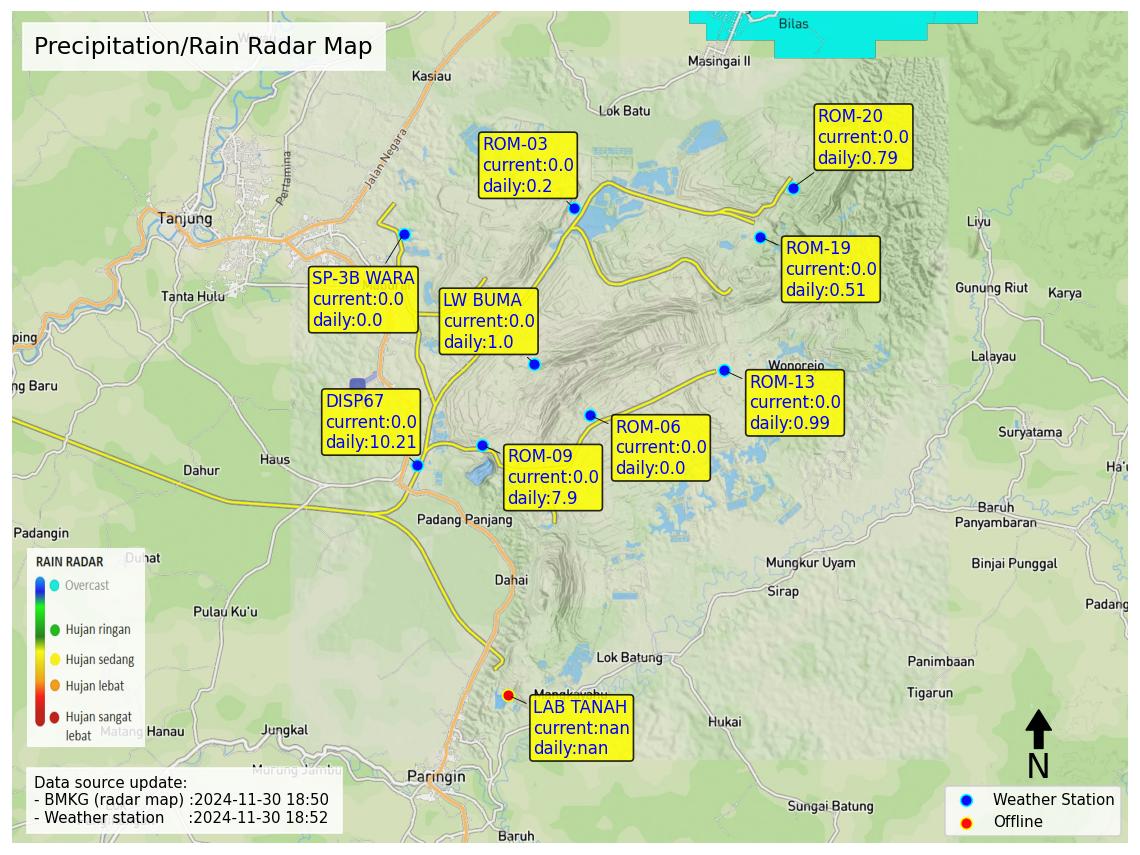 Precipitation/Rain Radar Map
Bilas
Masingai II
Kasiau
Lok Batu
Jalan Negara
Pertamina
Tanjung
Tanta Hulu
ROM-20
current:0.0
daily:0.79
ROM-03
current:0.0
daily:0.2
ROM-19
current:0.0
daily:0.51
SP-3B WARA
current:0.0
daily:0.0
LW BUMA
current:0.0
daily:1.0
Liyu
Gunung Riut
Karya
Lalayau
ping
ng Baru
Wonorejo
ROM-13
current:0.0
daily:0.99
DISP67
current:0.0
daily:10.21
ROM-06
current:0.0
daily:0.0
ROM-09
current:0.0
daily:7.9
Suryatama
Ha'u
Haus
Dahur
Padang Panjang
Baruh
Panyambaran
Padangin
Duhat
Binjai Punggal
Mungkur Uyam
Dahai
Sirap
Padang
Pulau Ku'u
RAIN RADAR
Overcast
Hujan ringan
Hujan sedang
Hujan lebat
Hujan sangat
lebat
Lok Batung
Panimbaan
Tigarun
Mangkayahu
LAB TANAH
current:nan
daily:nan
Hukai
Matang Hanau
Jungkal
Murung Jambu
Paringin
Sungai Batung
Baruh
Data source update:
- BMKG (radar map) :2024-11-30 18:50
- Weather station :2024-11-30 18:52
N
Weather Station
Offline